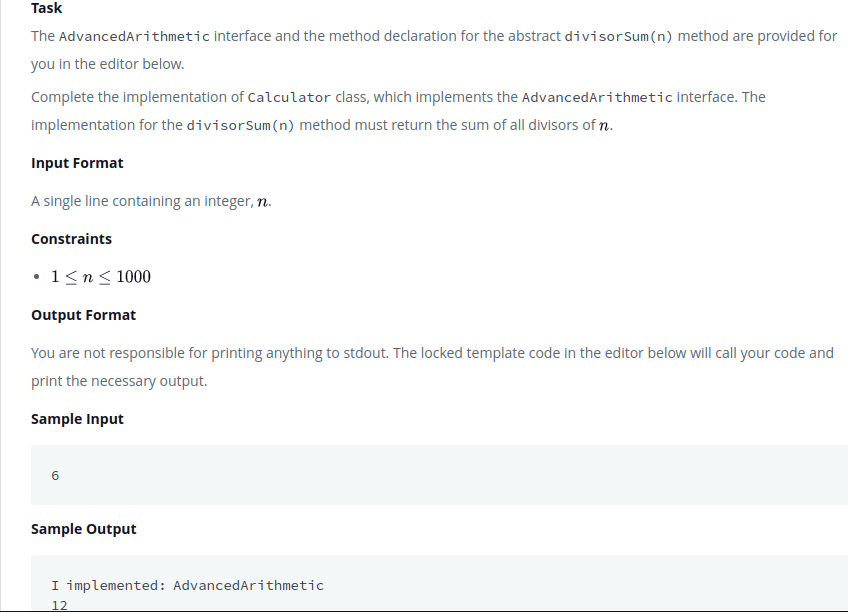 Task
The AdvancedArithmetic interface and the method declaration for the abstract divisorSum(n) method are provided for
you in the editor below.
Complete the implementation of Calculator class, which implements the AdvancedArithmetic interface. The
implementation for the divisorSum(n) method must return the sum of all divisors of n.
Input Format
A single line containing an integer, n.
Constraints
• 1 ≤ n ≤ 1000
Output Format
You are not responsible for printing anything to stdout. The locked template code in the editor below will call your code and
print the necessary output.
Sample Input
6
Sample Output
I implemented: AdvancedArithmetic
12